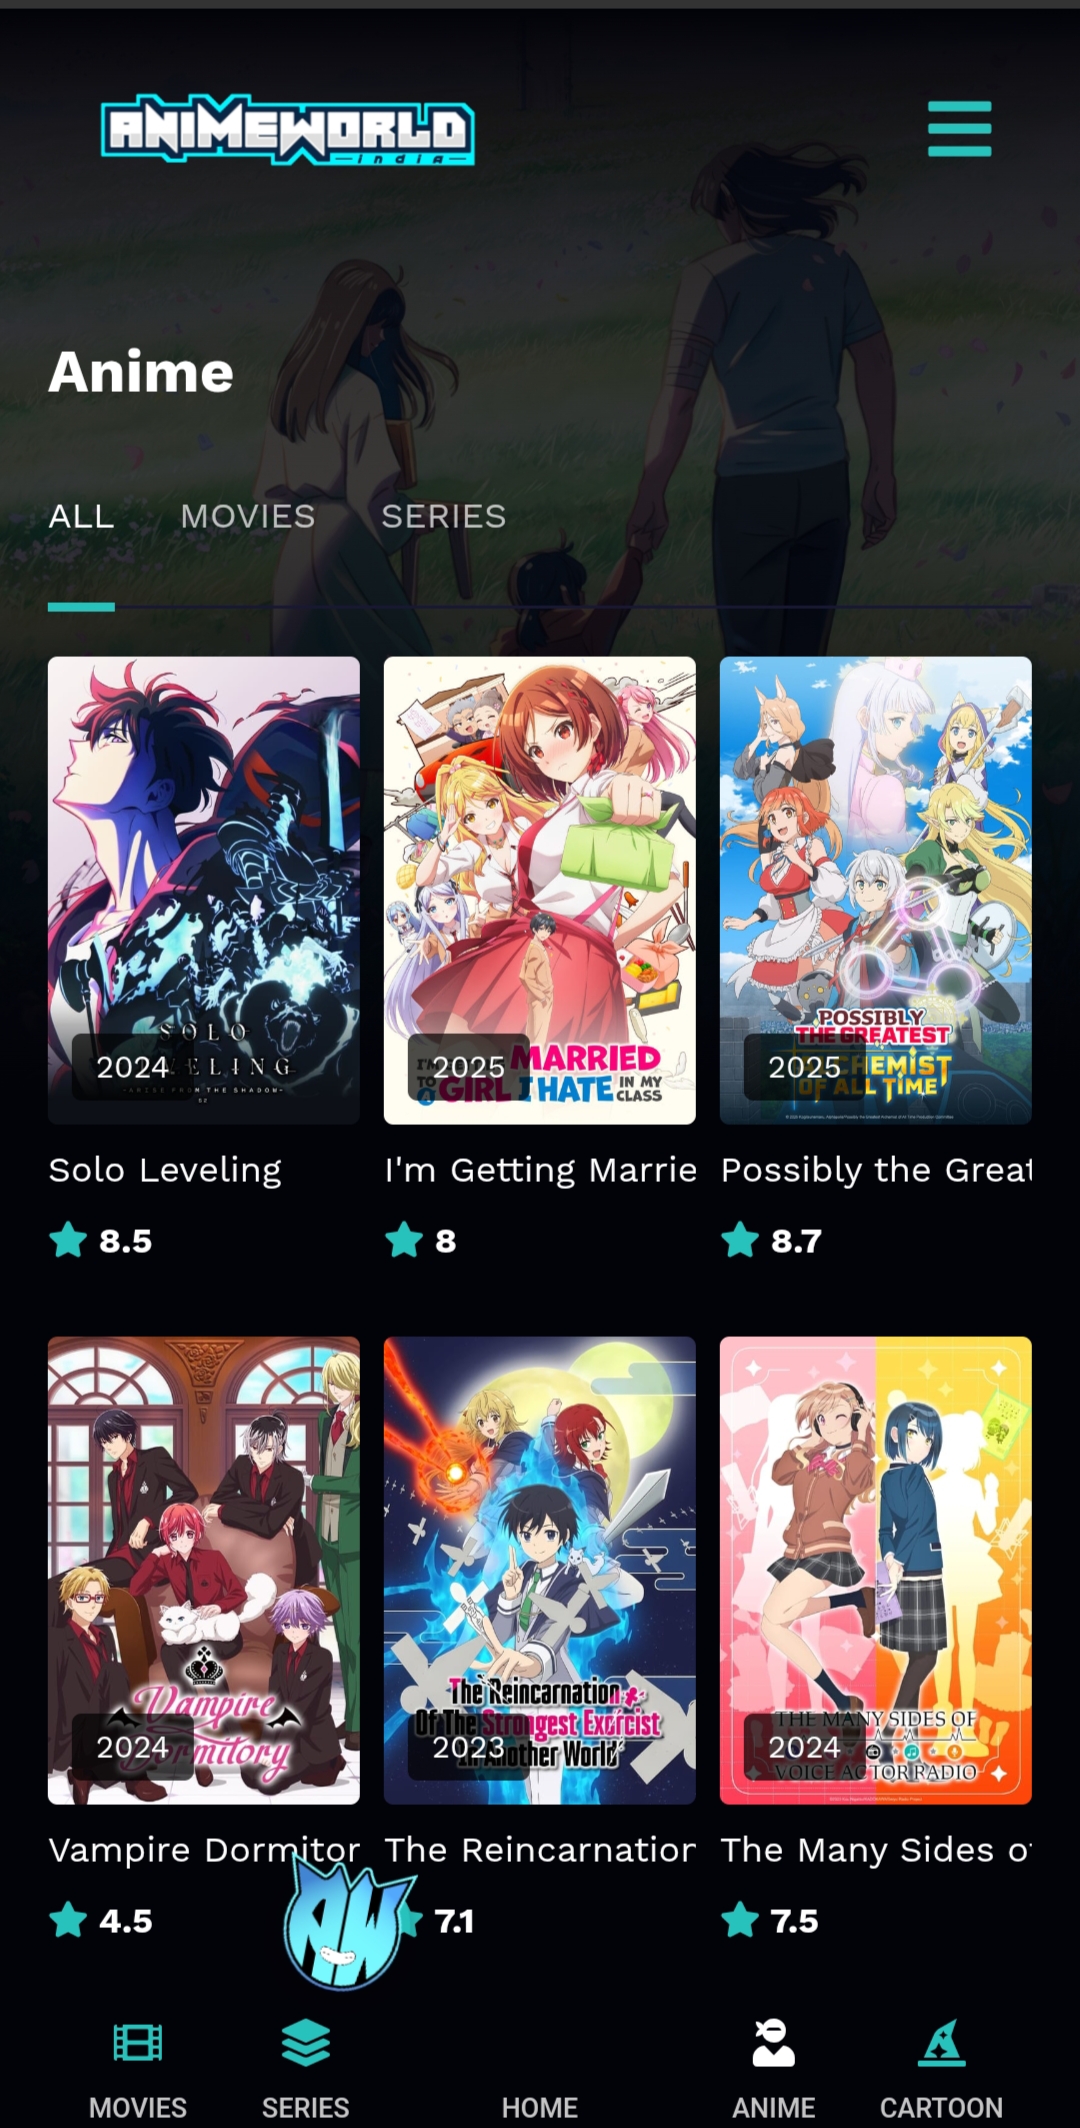 ANIMEWORLD
india
Anime
ALL MOVIES SERIES
SOLO
ELING
-ARISE FROM THE SHADOW-
2024
I'M
MARRIED
TO
GIRL I HATE IN MY
CLASS
2025
POSSIBLY
THE GREATEST
CHEMIST
OF ALL TIME
2025
Solo Leveling
I'm Getting Marrie
Possibly the Great
8.5
8
8.7
Vampire
Dormitory
2024
The Reincarnation
Of The Strongest Exorcist
In Another World
2023
THE MANY SIDES OF
VOICE ACTOR RADIO
2024
Vampire Dormitor
The Reincarnation
The Many Sides of
4.5
7.1
7.5
AW
MOVIES SERIES HOME ANIME CARTOON